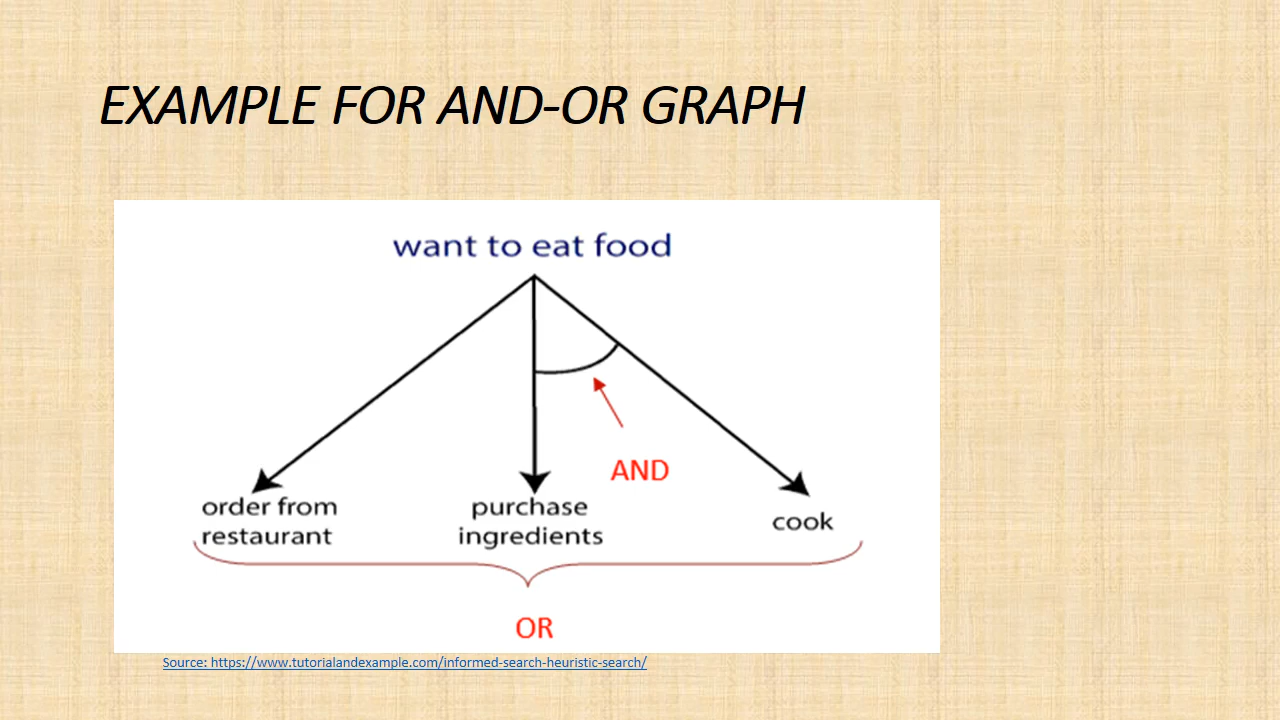 EXAMPLE FOR AND-OR GRAPH
want to eat food
AND
order from
restaurant
purchase
ingredients
cook
OR
Source: https://www.tutorialandexample.com/informed-search-heuristic-search/